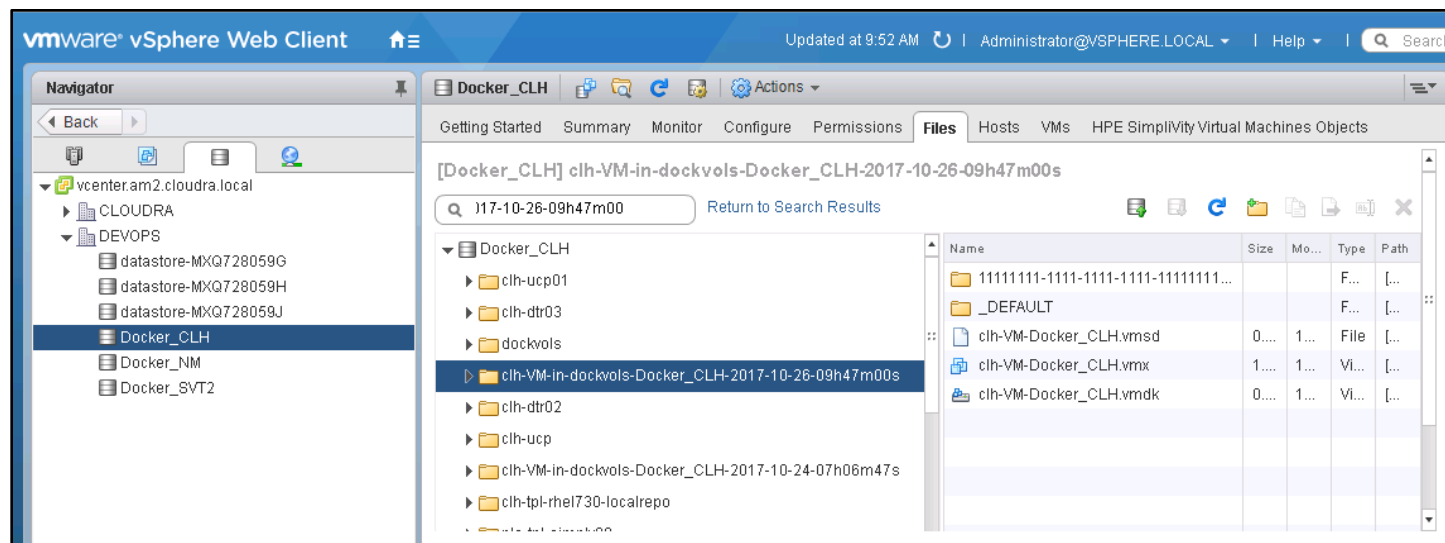 vmware® vSphere Web Client
Updated at 9:52 AM | Administrator@VSPHERE.LOCAL | Help | Search
Navigator
Back
vcenter.am2.cloudra.local
CLOUDRA
DEVOPS
datastore-MXQ728059G
datastore-MXQ728059H
datastore-MXQ728059J
Docker_CLH
Docker_NM
Docker_SVT2
Docker_CLH Actions
Getting Started Summary Monitor Configure Permissions Files Hosts VMs HPE SimpliVity Virtual Machines Objects
[Docker_CLH] clh-VM-in-dockvols-Docker_CLH-2017-10-26-09h47m00s
017-10-26-09h47m00 Return to Search Results
Docker_CLH
clh-ucp01
clh-dtr03
dockvols
clh-VM-in-dockvols-Docker_CLH-2017-10-26-09h47m00s
clh-dtr02
clh-ucp
clh-VM-in-dockvols-Docker_CLH-2017-10-24-07h06m47s
clh-tpl-rhel730-localrepo
Name Size Mo... Type Path
11111111-1111-1111-1111-11111111... F... [...
_DEFAULT F... [...
clh-VM-Docker_CLH.vmsd 0.... 1... File [...
clh-VM-Docker_CLH.vmx 1.... 1... Vi... [...
clh-VM-Docker_CLH.vmdk 0.... 1... Vi... [...